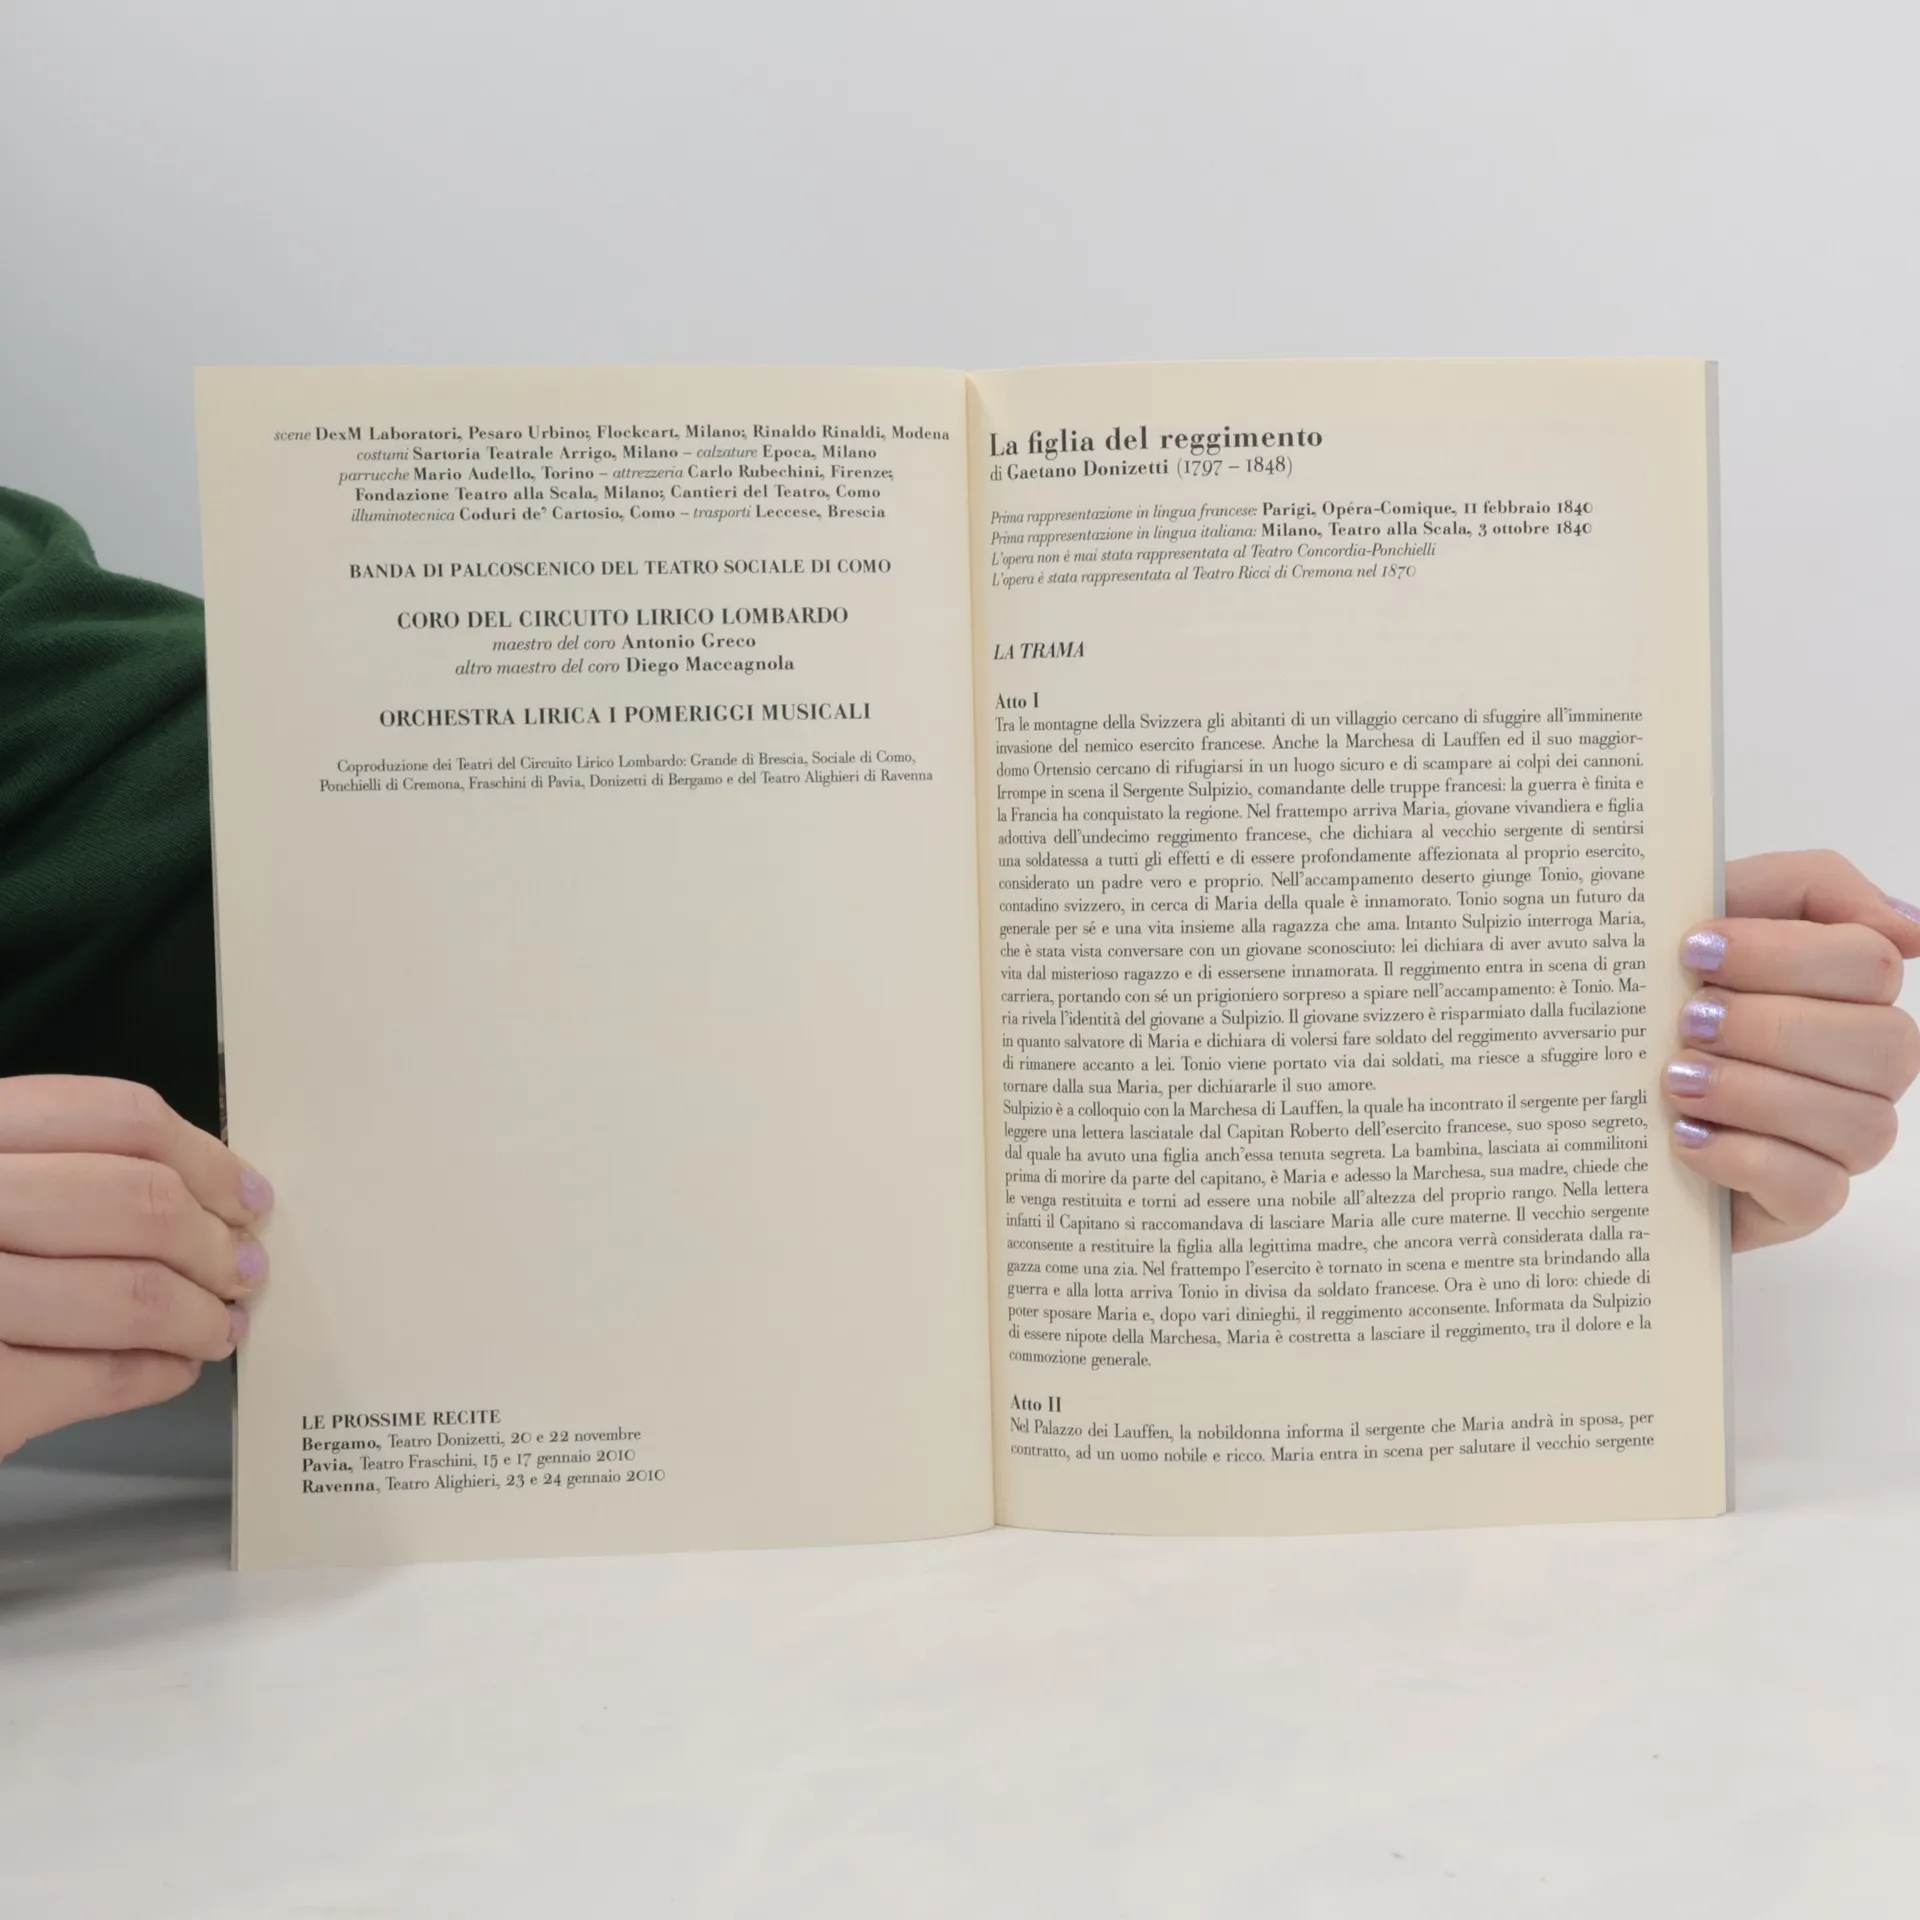 scene DexM Laboratori, Pesaro Urbino; Flockcart, Milano; Rinaldo Rinaldi, Modena
costumi Sartoria Teatrale Arrigo, Milano – calzature Epoca, Milano
parrucche Mario Audello, Torino – attrezzeria Carlo Rubechini, Firenze;
Fondazione Teatro alla Scala, Milano; Cantieri del Teatro, Como
illuminotecnica Coduri de' Cartosio, Como – trasporti Leccese, Brescia
BANDA DI PALCOSCENICO DEL TEATRO SOCIALE DI COMO
CORO DEL CIRCUITO LIRICO LOMBARDO
maestro del coro Antonio Greco
altro maestro del coro Diego Maccagnola
ORCHESTRA LIRICA I POMERIGGI MUSICALI
Coproduzione dei Teatri del Circuito Lirico Lombardo: Grande di Brescia, Sociale di Como,
Ponchielli di Cremona, Fraschini di Pavia, Donizetti di Bergamo e del Teatro Alighieri di Ravenna
LE PROSSIME RECITE
Bergamo, Teatro Donizetti, 20 e 22 novembre
Pavia, Teatro Fraschini, 15 e 17 gennaio 2010
Ravenna, Teatro Alighieri, 23 e 24 gennaio 2010
La figlia del reggimento
di Gaetano Donizetti (1797 – 1848)
Prima rappresentazione in lingua francese: Parigi, Opéra-Comique, 11 febbraio 1840
Prima rappresentazione in lingua italiana: Milano, Teatro alla Scala, 3 ottobre 1840
L'opera non è mai stata rappresentata al Teatro Concordia-Ponchielli
L'opera è stata rappresentata al Teatro Ricci di Cremona nel 1870
LA TRAMA
Atto I
Tra le montagne della Svizzera gli abitanti di un villaggio cercano di sfuggire all'imminente
invasione del nemico esercito francese. Anche la Marchesa di Lauffen ed il suo maggior-
domo Ortensio cercano di rifugiarsi in un luogo sicuro e di scampare ai colpi dei cannoni.
Irrompe in scena il Sergente Sulpizio, comandante delle truppe francesi: la guerra è finita e
la Francia ha conquistato la regione. Nel frattempo arriva Maria, giovane vivandiera e figlia
adottiva dell'undecimo reggimento francese, che dichiara al vecchio sergente di sentirsi
una soldatessa a tutti gli effetti e di essere profondamente affezionata al proprio esercito,
considerato un padre vero e proprio. Nell'accampamento deserto giunge Tonio, giovane
contadino svizzero, in cerca di Maria della quale è innamorato. Tonio sogna un futuro da
generale per sé e una vita insieme alla ragazza che ama. Intanto Sulpizio interroga Maria,
che è stata vista conversare con un giovane sconosciuto: lei dichiara di aver avuto salva la
vita dal misterioso ragazzo e di essersene innamorata. Il reggimento entra in scena di gran
carriera, portando con sé un prigioniero sorpreso a spiare nell'accampamento: è Tonio. Ma-
ria rivela l'identità del giovane a Sulpizio. Il giovane svizzero è risparmiato dalla fucilazione
in quanto salvatore di Maria e dichiara di volersi fare soldato del reggimento avversario pur
di rimanere accanto a lei. Tonio viene portato via dai soldati, ma riesce a sfuggire loro e
tornare dalla sua Maria, per dichiararle il suo amore.
Sulpizio è a colloquio con la Marchesa di Lauffen, la quale ha incontrato il sergente per fargli
leggere una lettera lasciatale dal Capitan Roberto dell'esercito francese, suo sposo segreto,
dal quale ha avuto una figlia anch'essa tenuta segreta. La bambina, lasciata ai commilitoni
prima di morire da parte del capitano, è Maria e adesso la Marchesa, sua madre, chiede che
le venga restituita e torni ad essere una nobile all'altezza del proprio rango. Nella lettera
infatti il Capitano si raccomandava di lasciare Maria alle cure materne. Il vecchio sergente
acconsente a restituire la figlia alla legittima madre, che ancora verrà considerata dalla ra-
gazza come una zia. Nel frattempo l'esercito è tornato in scena e mentre sta brindando alla
guerra e alla lotta arriva Tonio in divisa da soldato francese. Ora è uno di loro: chiede di
poter sposare Maria e, dopo vari dinieghi, il reggimento acconsente. Informata da Sulpizio
di essere nipote della Marchesa, Maria è costretta a lasciare il reggimento, tra il dolore e la
commozione generale.
Atto II
Nel Palazzo dei Lauffen, la nobildonna informa il sergente che Maria andrà in sposa, per
contratto, ad un uomo nobile e ricco. Maria entra in scena per salutare il vecchio sergente